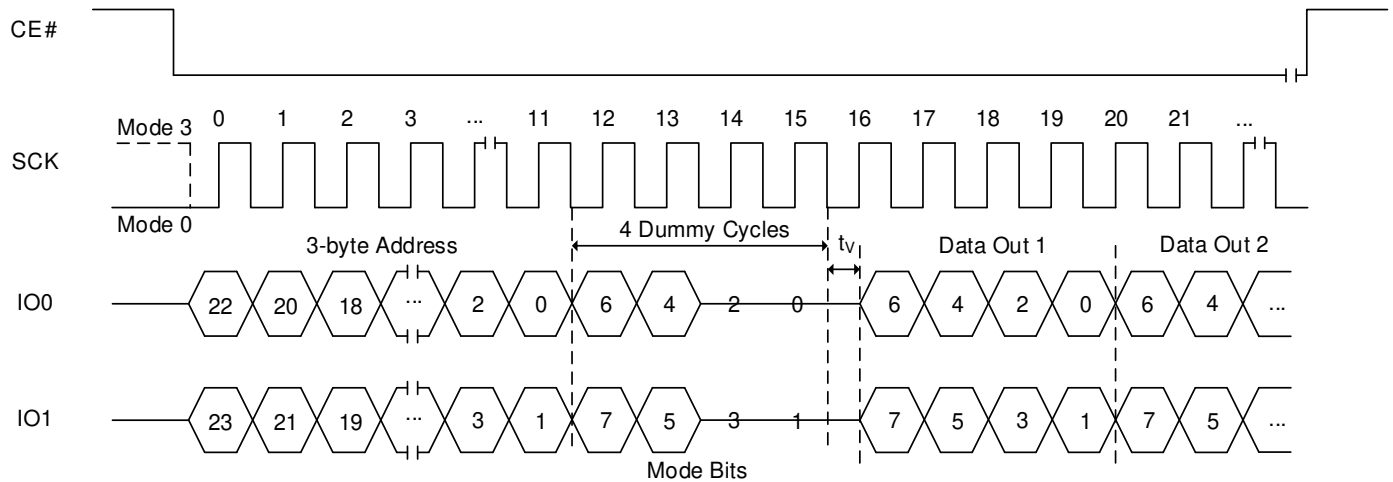 CE#
0 1 2 3 ... 11 12 13 14 15 16 17 18 19 20 21 ...
Mode 3
SCK
Mode 0
3-byte Address 4 Dummy Cycles tV Data Out 1 Data Out 2
IO0 22 20 18 ... 2 0 6 4 2 0 6 4 2 0 6 4 ...
IO1 23 21 19 ... 3 1 7 5 3 1 7 5 3 1 7 5 ...
Mode Bits